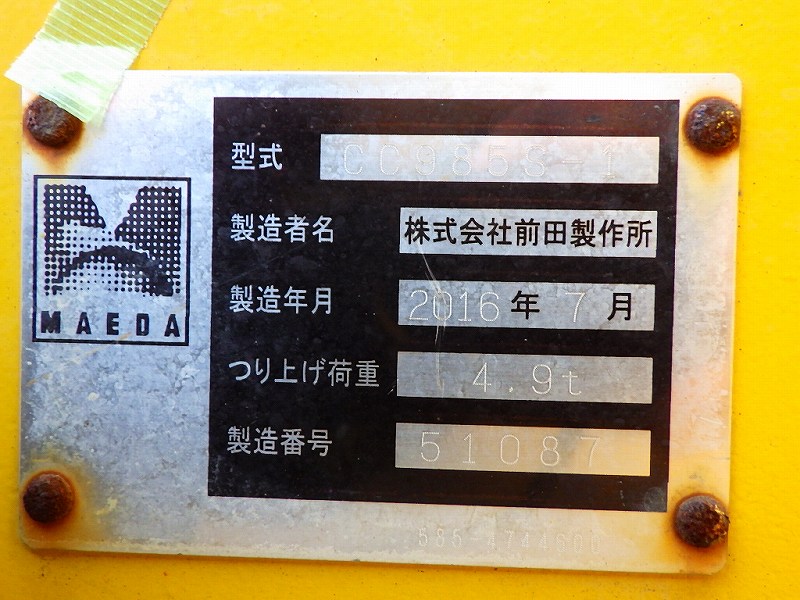 MAEDA
型式 CC985S-1
製造者名 株式会社前田製作所
製造年月 2016年 7月
つり上げ荷重 4.9t
製造番号 51087
585-4744600